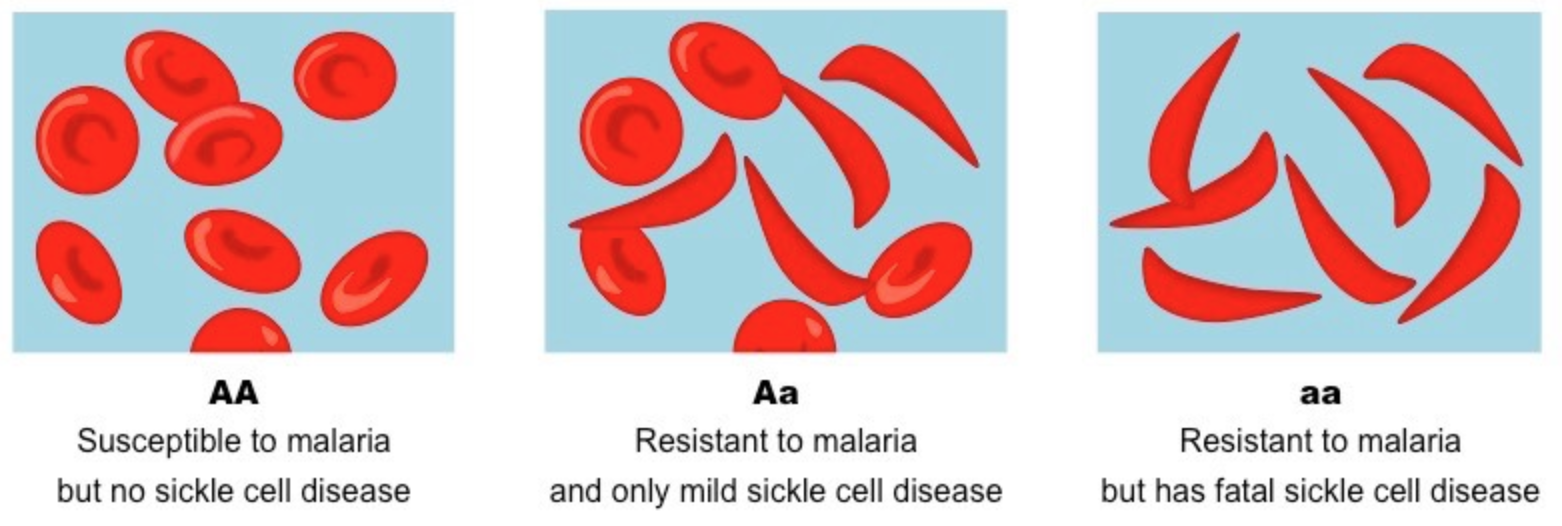 AA
Susceptible to malaria
but no sickle cell disease
Aa
Resistant to malaria
and only mild sickle cell disease
aa
Resistant to malaria
but has fatal sickle cell disease